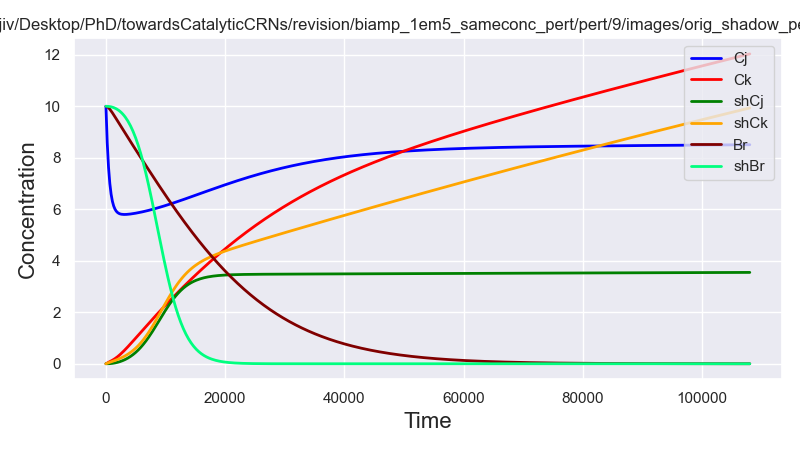 jiv/Desktop/PhD/towardsCatalyticCRNs/revision/biamp_1em5_sameconc_pert/pert/9/images/orig_shadow_pe
12
10
8
6
4
2
0
Concentration
0 20000 40000 60000 80000 100000
Time
Cj
Ck
shCj
shCk
Br
shBr